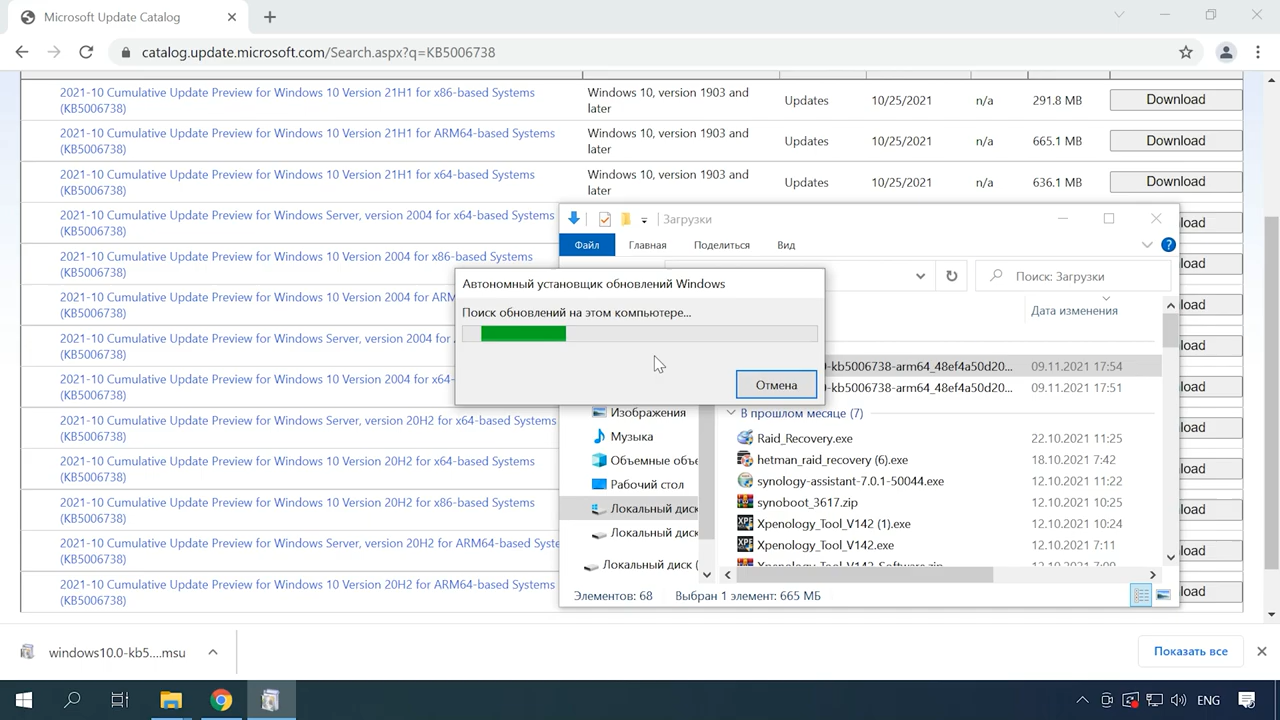 Microsoft Update Catalog
catalog.update.microsoft.com/Search.aspx?q=KB5006738
2021-10 Cumulative Update Preview for Windows 10 Version 21H1 for x86-based Systems
(KB5006738)
Windows 10, version 1903 and
later
Updates
10/25/2021
n/a
291.8 MB
Download
2021-10 Cumulative Update Preview for Windows 10 Version 21H1 for ARM64-based Systems
(KB5006738)
Windows 10, version 1903 and
later
Updates
10/25/2021
n/a
665.1 MB
Download
2021-10 Cumulative Update Preview for Windows 10 Version 21H1 for x64-based Systems
(KB5006738)
Windows 10, version 1903 and
later
Updates
10/25/2021
n/a
636.1 MB
Download
2021-10 Cumulative Update Preview for Windows Server, version 2004 for x64-based Systems
(KB5006738)
2021-10 Cumulative Update Preview for Windows 10 Version 2004 for x86-based Systems
(KB5006738)
2021-10 Cumulative Update Preview for Windows 10 Version 2004 for ARM
(KB5006738)
2021-10 Cumulative Update Preview for Windows Server, version 2004 for
(KB5006738)
2021-10 Cumulative Update Preview for Windows 10 Version 2004 for x64-
(KB5006738)
2021-10 Cumulative Update Preview for Windows Server, version 20H2 for x64-based Systems
(KB5006738)
2021-10 Cumulative Update Preview for Windows 10 Version 20H2 for x64-based Systems
(KB5006738)
2021-10 Cumulative Update Preview for Windows 10 Version 20H2 for x86-based Systems
(KB5006738)
2021-10 Cumulative Update Preview for Windows Server, version 20H2 for ARM64-based Syste
(KB5006738)
2021-10 Cumulative Update Preview for Windows 10 Version 20H2 for ARM64-based Systems
(KB5006738)
load
load
load
load
load
load
load
load
load
load
Загрузки
Файл
Главная
Поделиться
Вид
Поиск: Загрузки
Дата изменения
Автономный установщик обновлений Windows
Поиск обновлений на этом компьютере...
Отмена
-kb5006738-arm64_48ef4a50d20...
09.11.2021 17:54
-kb5006738-arm64_48ef4a50d20...
09.11.2021 17:51
В прошлом месяце (7)
Raid_Recovery.exe
22.10.2021 11:25
hetman_raid_recovery (6).exe
18.10.2021 7:42
synology-assistant-7.0.1-50044.exe
12.10.2021 11:22
synoboot_3617.zip
12.10.2021 10:25
Xpenology_Tool_V142 (1).exe
12.10.2021 10:24
Xpenology_Tool_V142.exe
12.10.2021 7:11
Xpenology_Tool_V142-Software.zip
12.10.2021 7:09
Изображения
Музыка
Объемные объе
Рабочий стол
Локальный диск
Локальный диск
Локальный диск (
Элементов: 68
Выбран 1 элемент: 665 МБ
windows10.0-kb5....msu
Показать все
ENG